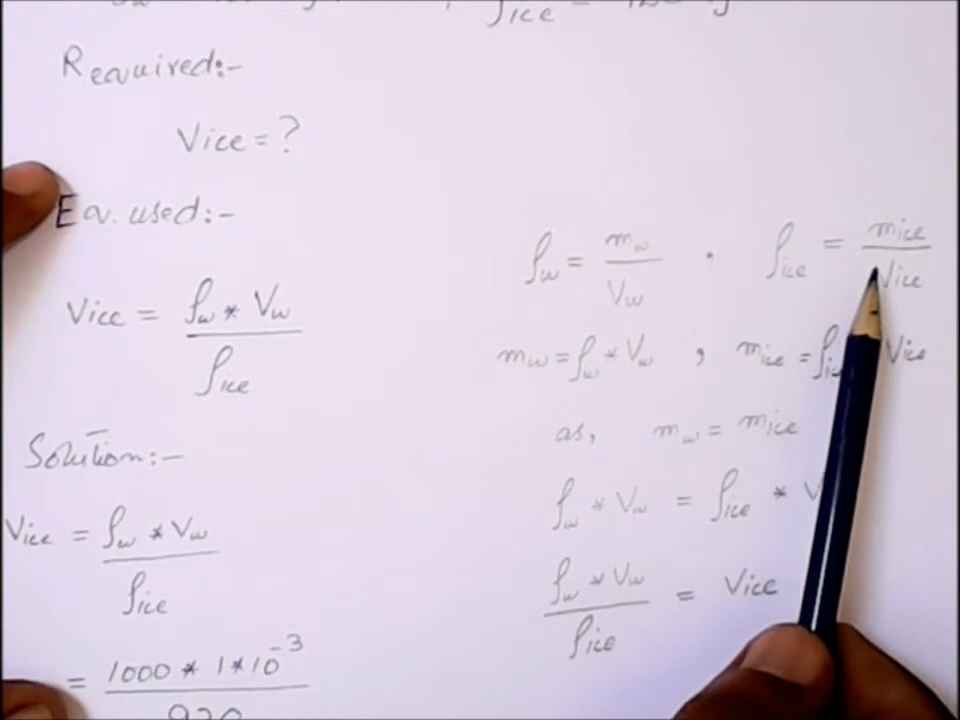 ρice =
Required:-
Vice = ?
Eq. used:-
Vice = ρw * Vw / ρice
Solution:-
Vice = ρw * Vw / ρice
= 1000 * 1*10^-3 / 920
ρw = mw / Vw . ρice = mice / Vice
mw = ρw * Vw , mice = ρic Vice
as, mw = mice
ρw * Vw = ρice * V
ρw * Vw / ρice = Vice